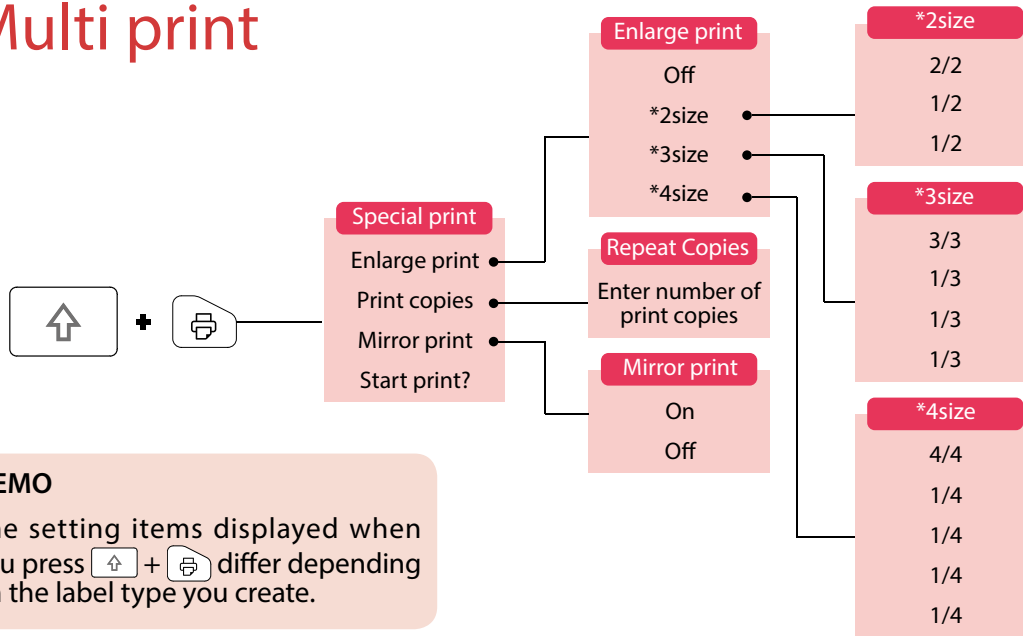 Multi print
Special print
Enlarge print
Print copies
Mirror print
Start print?
Enlarge print
Off
*2size
*3size
*4size
Repeat Copies
Enter number of
print copies
Mirror print
On
Off
*2size
2/2
1/2
1/2
*3size
3/3
1/3
1/3
1/3
*4size
4/4
1/4
1/4
1/4
1/4
EMO
e setting items displayed when
u press + differ depending
the label type you create.